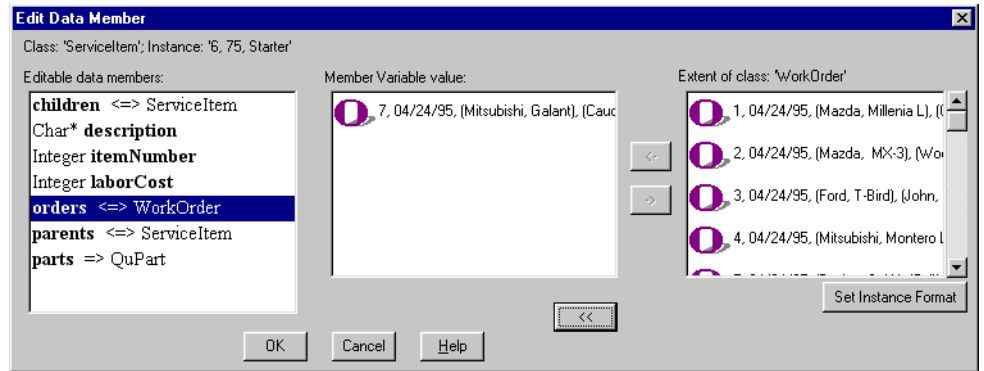 Edit Data Member
Class: 'ServiceItem'; Instance: '6, 75, Starter'
Editable data members:
children <=> ServiceItem
Char* description
Integer itemNumber
Integer laborCost
orders <=> WorkOrder
parents <=> ServiceItem
parts => QuPart
Member Variable value:
7, 04/24/95, (Mitsubishi, Galant), (Cauc
<-
->
Extent of class: 'WorkOrder'
1, 04/24/95, (Mazda, Millenia L), ((
2, 04/24/95, (Mazda, MX-3), (Wo
3, 04/24/95, (Ford, T-Bird), (John,
4, 04/24/95, (Mitsubishi, Montero L
Set Instance Format
<<
OK
Cancel
Help